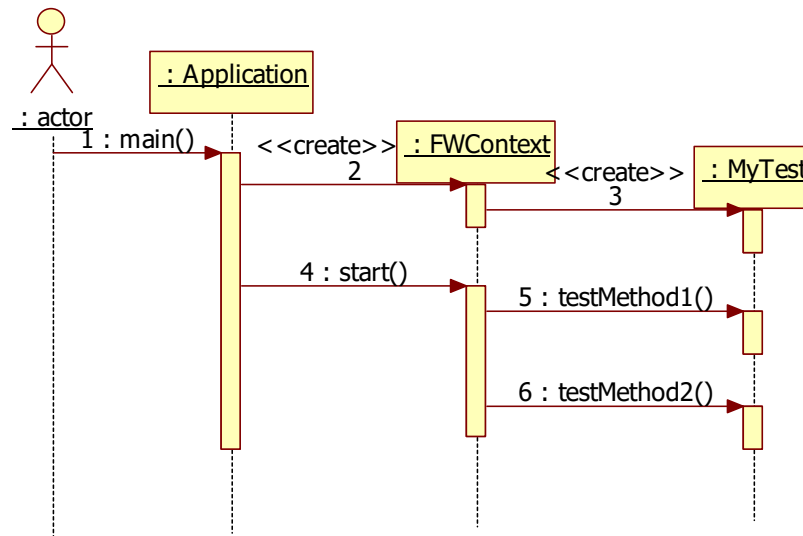 : Application
: actor
1 : main()
<<create>>
2
: FWContext
<<create>>
3
: MyTest
4 : start()
5 : testMethod1()
6 : testMethod2()